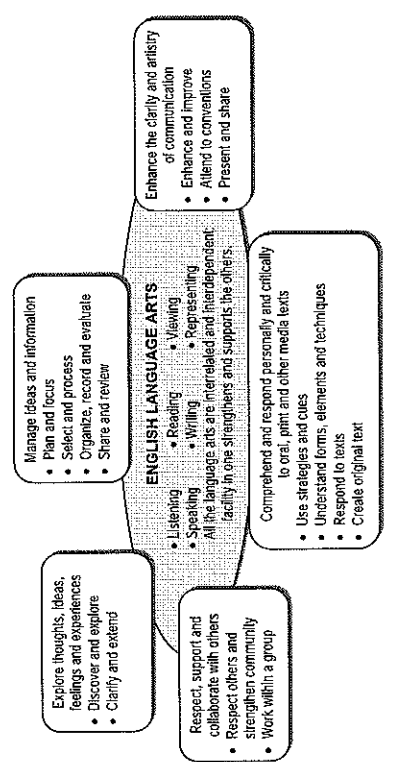 Explore thoughts, ideas,
feelings and experiences
• Discover and explore
• Clarify and extend
Manage ideas and information
• Plan and focus
• Select and process
• Organize, record and evaluate
• Share and review
ENGLISH LANGUAGE ARTS
• Listening • Reading • Viewing
• Speaking • Writing • Representing
All the language arts are interrelated and interdependent;
facility in one strengthens and supports the others.
Enhance the clarity and artistry
of communication
• Enhance and improve
• Attend to conventions
• Present and share
Respect, support and
collaborate with others
• Respect others and
strengthen community
• Work within a group
Comprehend and respond personally and critically
to oral, print and other media texts
• Use strategies and cues
• Understand forms, elements and techniques
• Respond to texts
• Create original text